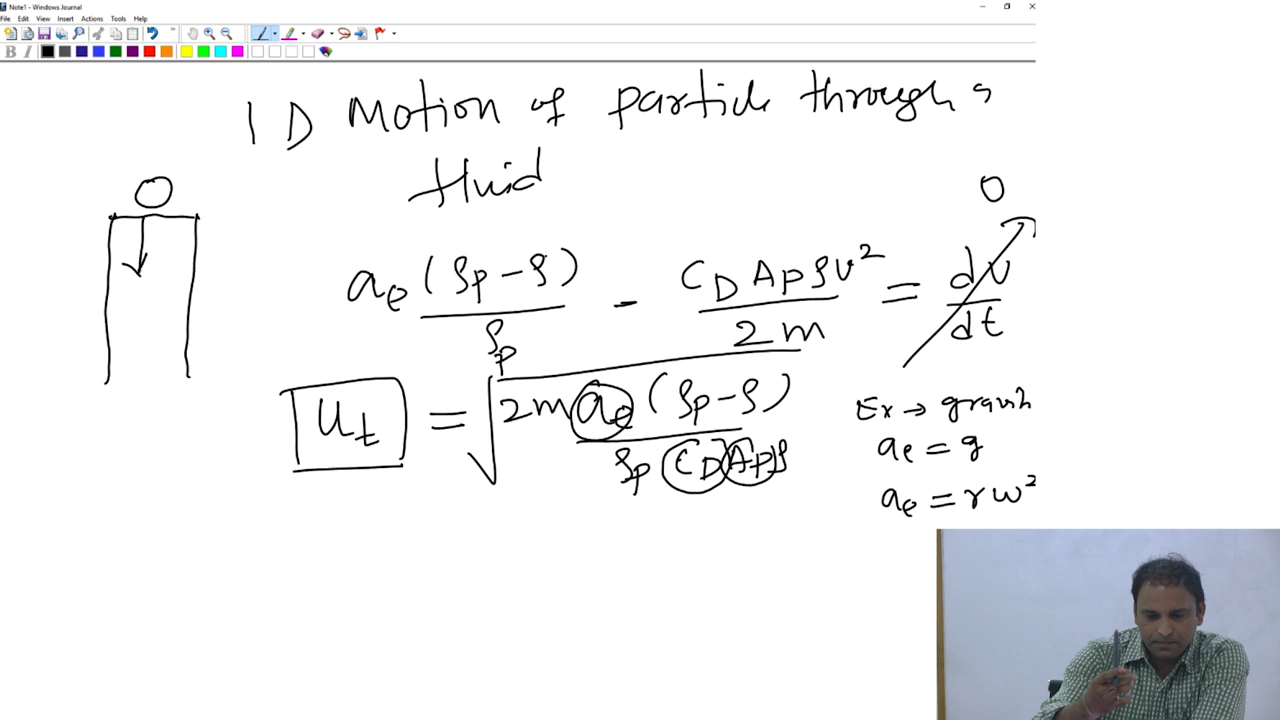 Note1 - Windows Journal
File Edit View Insert Actions Tools Help
B I
1 D Motion of particle through a
fluid
0
a_e (ρ_p - ρ) / ρ_p - C_D A_p ρ v² / 2m = dv / dt
u_t = √(2m a_e (ρ_p - ρ) / ρ_p C_D A_p ρ)
Ex →
a_e = g
a_e = r ω²